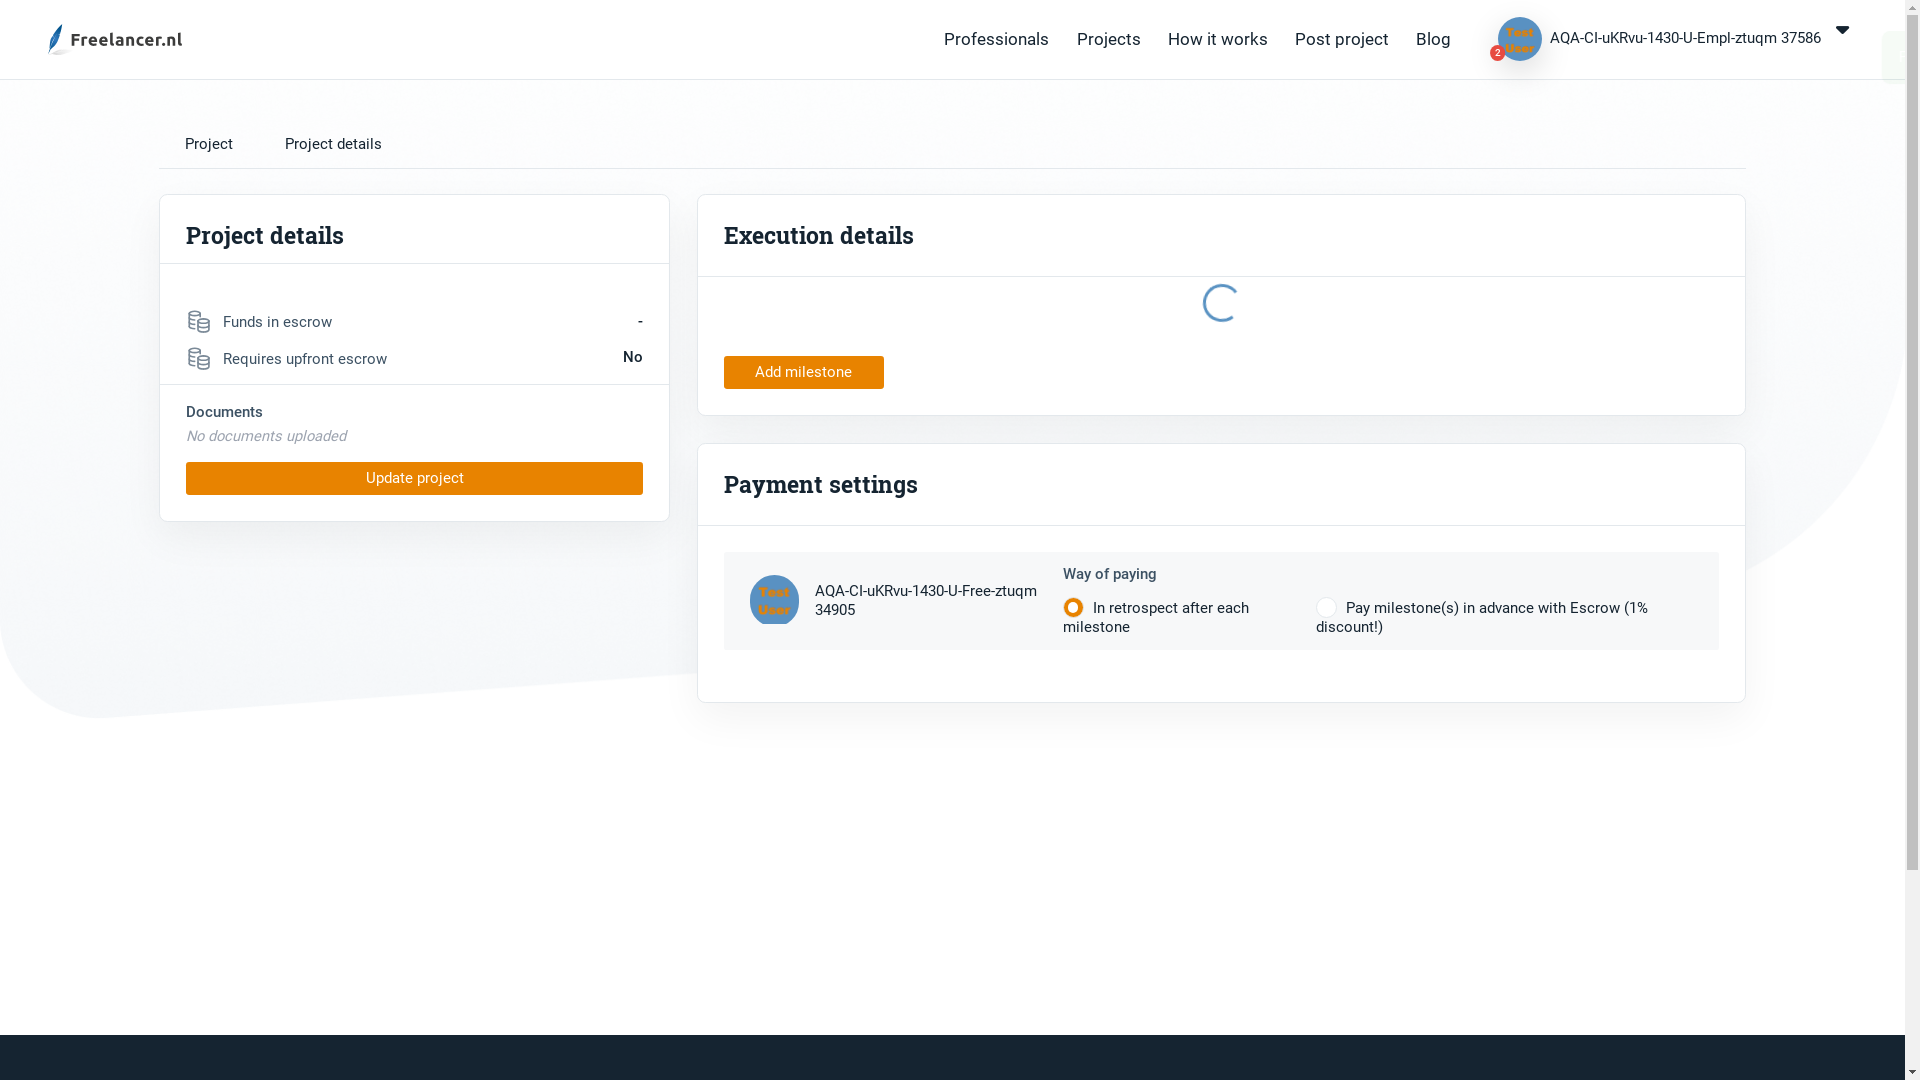 Freelancer.nl
Professionals
Projects
How it works
Post project
Blog
Test
User
2
AQA-CI-uKRvu-1430-U-Empl-ztuqm 37586
Project
Project details
Project details
Funds in escrow
-
Requires upfront escrow
No
Documents
No documents uploaded
Update project
Execution details
Add milestone
Payment settings
Test
User
AQA-CI-uKRvu-1430-U-Free-ztuqm
34905
Way of paying
In retrospect after each
milestone
Pay milestone(s) in advance with Escrow (1%
discount!)